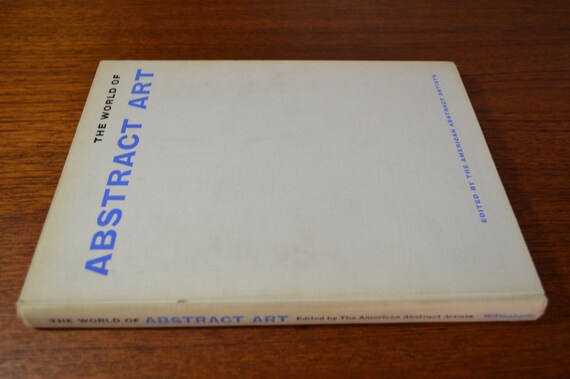 THE WORLD OF
ABSTRACT ART
EDITED BY THE AMERICAN ABSTRACT ARTISTS
THE WORLD OF ABSTRACT ART Edited by The American Abstract Artists